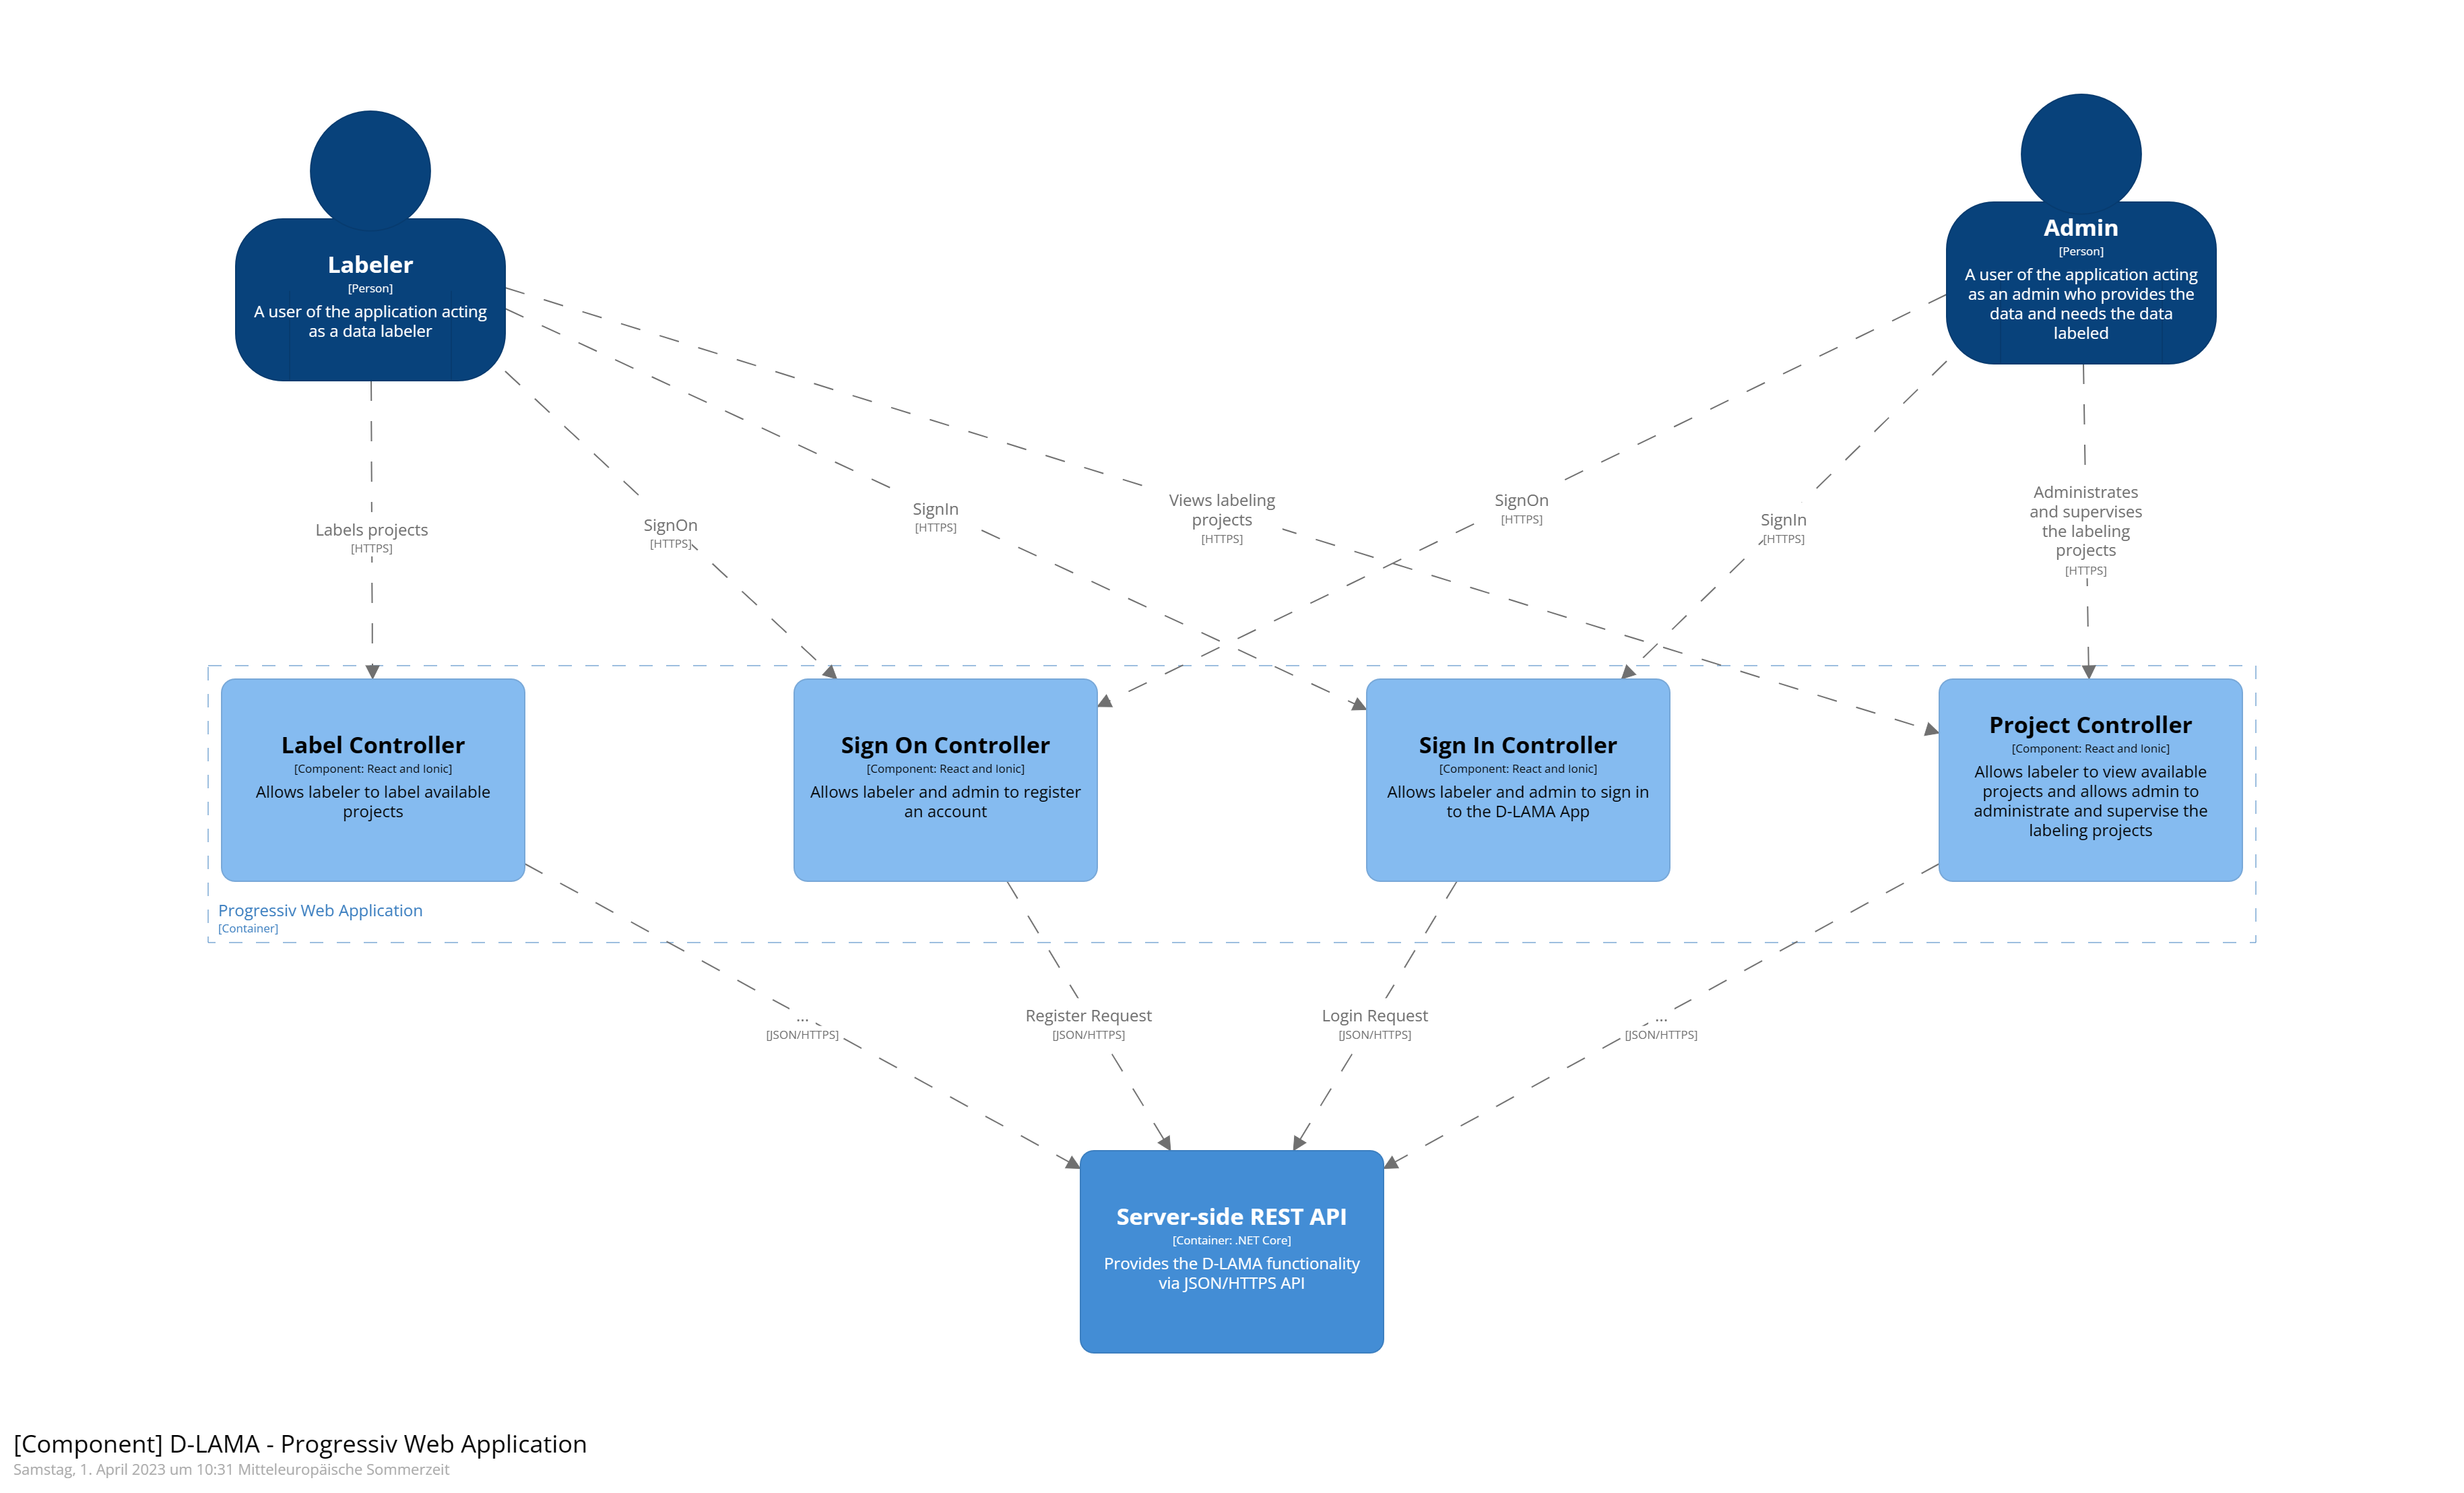 Labeler
[Person]
A user of the application acting
as a data labeler
Admin
[Person]
A user of the application acting
as an admin who provides the
data and needs the data
labeled
Labels projects
[HTTPS]
SignOn
[HTTPS]
SignIn
[HTTPS]
Views labeling
projects
[HTTPS]
SignOn
[HTTPS]
SignIn
[HTTPS]
Administrates
and supervises
the labeling
projects
[HTTPS]
Label Controller
[Component: React and Ionic]
Allows labeler to label available
projects
Sign On Controller
[Component: React and Ionic]
Allows labeler and admin to register
an account
Sign In Controller
[Component: React and Ionic]
Allows labeler and admin to sign in
to the D-LAMA App
Project Controller
[Component: React and Ionic]
Allows labeler to view available
projects and allows admin to
administrate and supervise the
labeling projects
Progressiv Web Application
[Container]
...
[JSON/HTTPS]
Register Request
[JSON/HTTPS]
Login Request
[JSON/HTTPS]
...
[JSON/HTTPS]
Server-side REST API
[Container: .NET Core]
Provides the D-LAMA functionality
via JSON/HTTPS API
[Component] D-LAMA - Progressiv Web Application
Samstag, 1. April 2023 um 10:31 Mitteleuropäische Sommerzeit